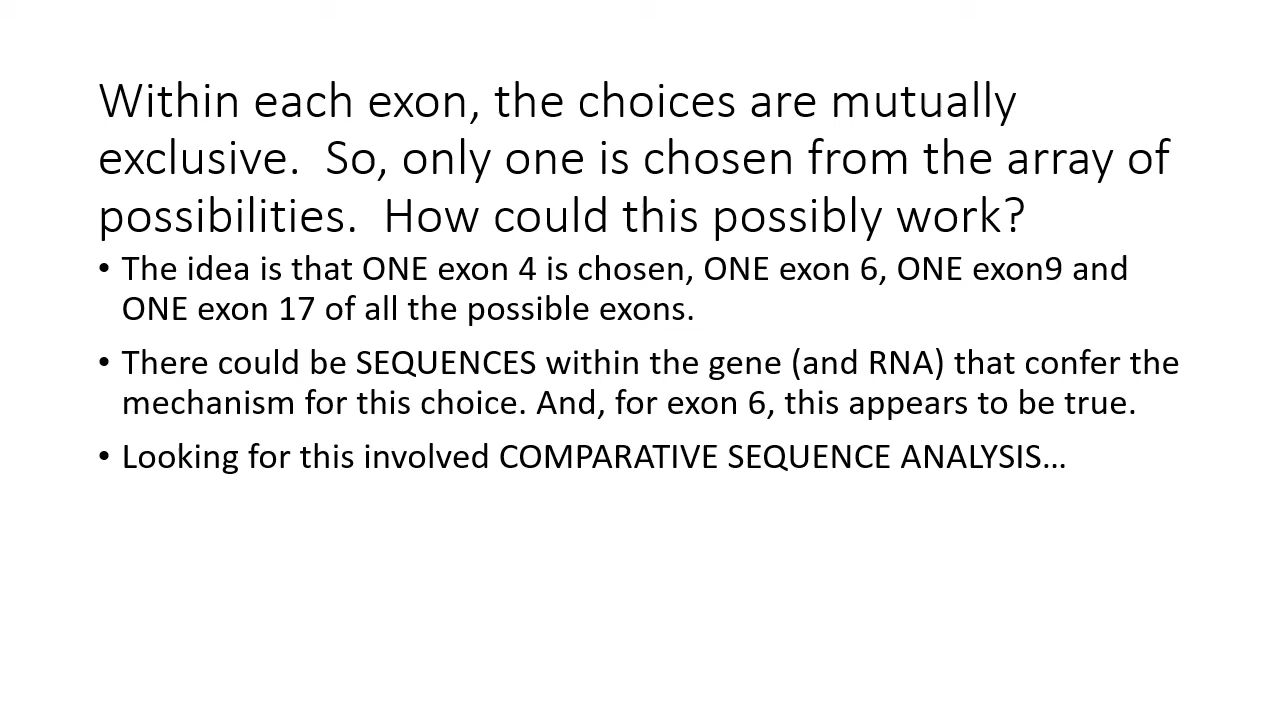 Within each exon, the choices are mutually
exclusive.  So, only one is chosen from the array of
possibilities.  How could this possibly work?
• The idea is that ONE exon 4 is chosen, ONE exon 6, ONE exon9 and
ONE exon 17 of all the possible exons.
• There could be SEQUENCES within the gene (and RNA) that confer the
mechanism for this choice. And, for exon 6, this appears to be true.
• Looking for this involved COMPARATIVE SEQUENCE ANALYSIS…